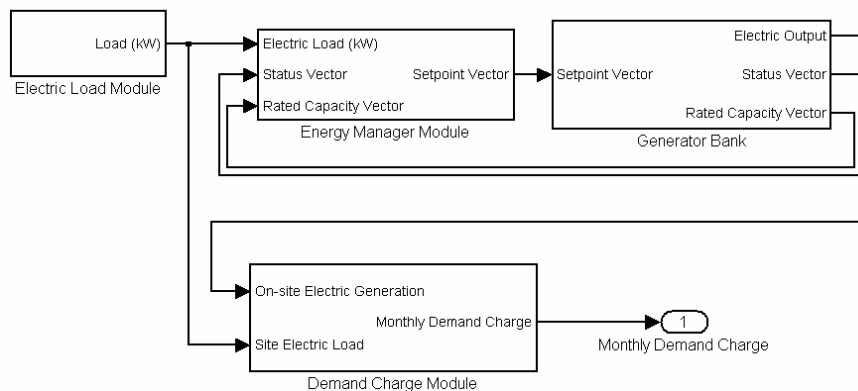 Load (kW)
Electric Load Module
Electric Load (kW)
Status Vector
Rated Capacity Vector
Setpoint Vector
Energy Manager Module
Setpoint Vector
Electric Output
Status Vector
Rated Capacity Vector
Generator Bank
On-site Electric Generation
Site Electric Load
Monthly Demand Charge
Demand Charge Module
1
Monthly Demand Charge